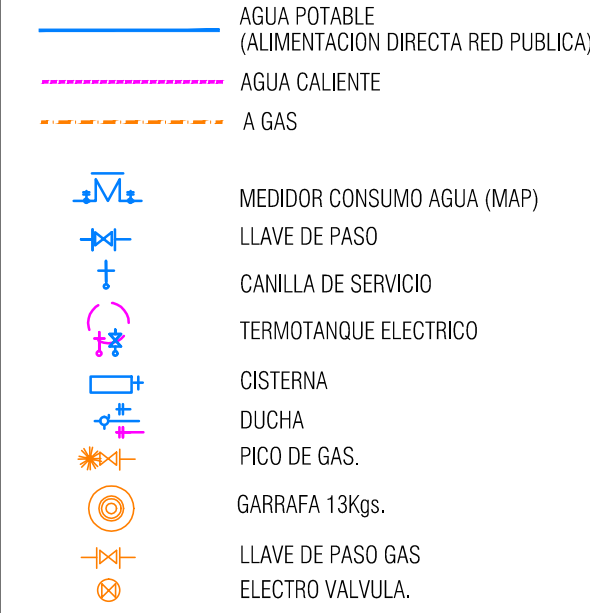 AGUA POTABLE
(ALIMENTACION DIRECTA RED PUBLICA)
AGUA CALIENTE
A GAS
MEDIDOR CONSUMO AGUA (MAP)
LLAVE DE PASO
CANILLA DE SERVICIO
TERMOTANQUE ELECTRICO
CISTERNA
DUCHA
PICO DE GAS.
GARRAFA 13Kgs.
LLAVE DE PASO GAS
ELECTRO VALVULA.